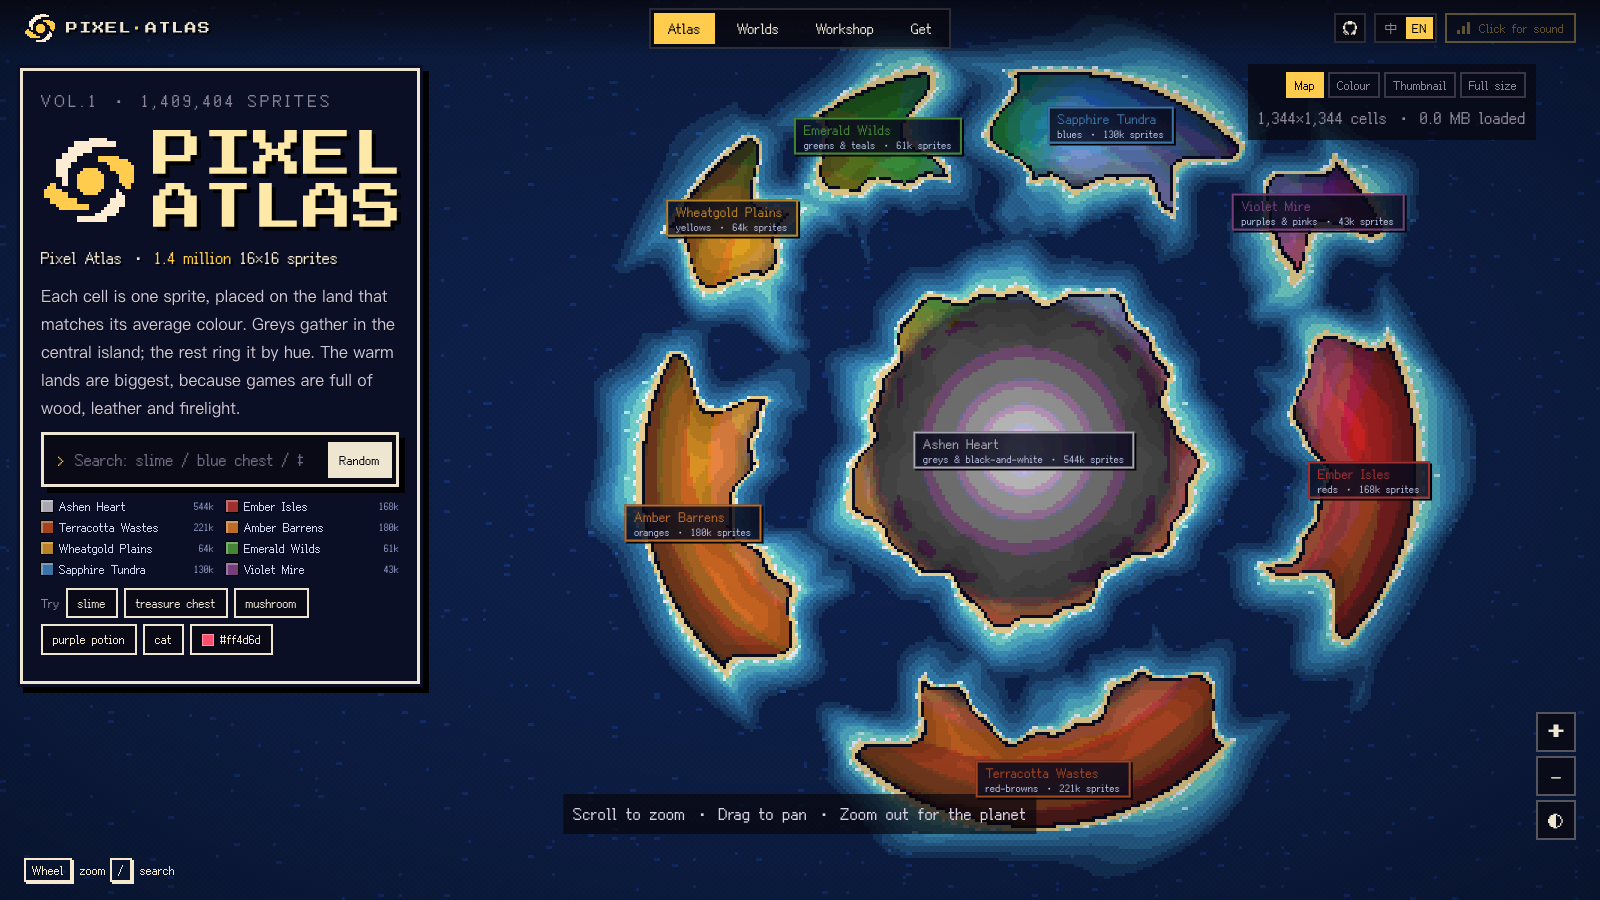 PIXEL·ATLAS
Atlas
Worlds
Workshop
Get
中
EN
Click for sound
VOL.1 · 1,409,404 SPRITES
PIXEL
ATLAS
Pixel Atlas · 1.4 million 16×16 sprites
Each cell is one sprite, placed on the land that
matches its average colour. Greys gather in the
central island; the rest ring it by hue. The warm
lands are biggest, because games are full of
wood, leather and firelight.
> Search: slime / blue chest /
Random
Ashen Heart 544k
Ember Isles 168k
Terracotta Wastes 221k
Amber Barrens 180k
Wheatgold Plains 64k
Emerald Wilds 61k
Sapphire Tundra 130k
Violet Mire 43k
Try
slime
treasure chest
mushroom
purple potion
cat
#ff4d6d
Map
Colour
Thumbnail
Full size
1,344×1,344 cells · 0.0 MB loaded
Emerald Wilds
greens & teals · 61k sprites
Sapphire Tundra
blues · 130k sprites
Wheatgold Plains
yellows · 64k sprites
Violet Mire
purples & pinks · 43k sprites
Ashen Heart
greys & black-and-white · 544k sprites
Ember Isles
reds · 168k sprites
Amber Barrens
oranges · 180k sprites
Terracotta Wastes
red-browns · 221k sprites
Scroll to zoom · Drag to pan · Zoom out for the planet
+
−
Wheel zoom / search